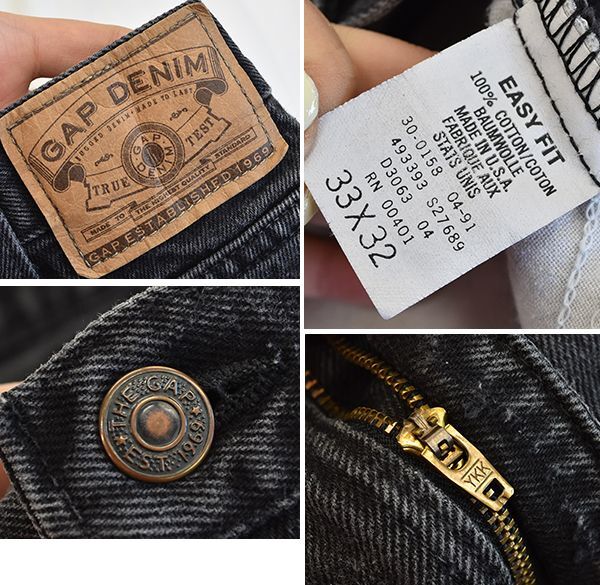 GAP DENIM
RUGGED DENIM·MADE TO LAST
GAP
DENIM
TRUE TEST
MADE TO THE HIGHEST QUALITY STANDARD
GAP.ESTABLISHED.1969
EASY FIT
100% COTTON/COTON
BAUMWOLLE
MADE IN U.S.A.
FABRIQUE AUX
STATS UNIS
30-0158 04-91
493393 S27689
D3063 04
RN 00401
33X32
THE GAP
EST. 1969
YKK